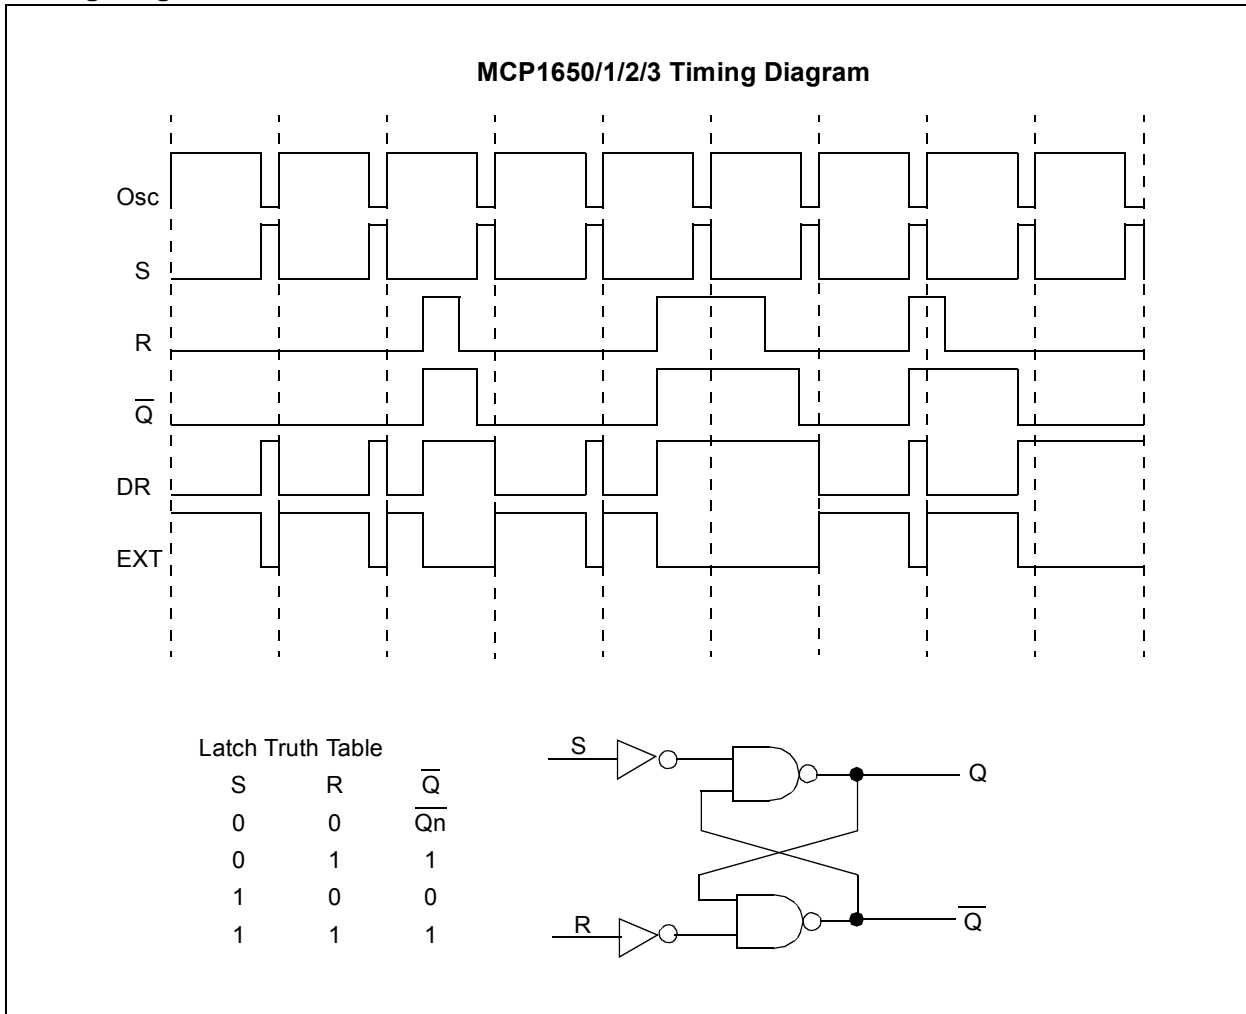 MCP1650/1/2/3 Timing Diagram
Osc
S
R
Q̅
DR
EXT
Latch Truth Table
S R Q̅
0 0 Q̅n̅
0 1 1
1 0 0
1 1 1
S
Q
R
Q̅